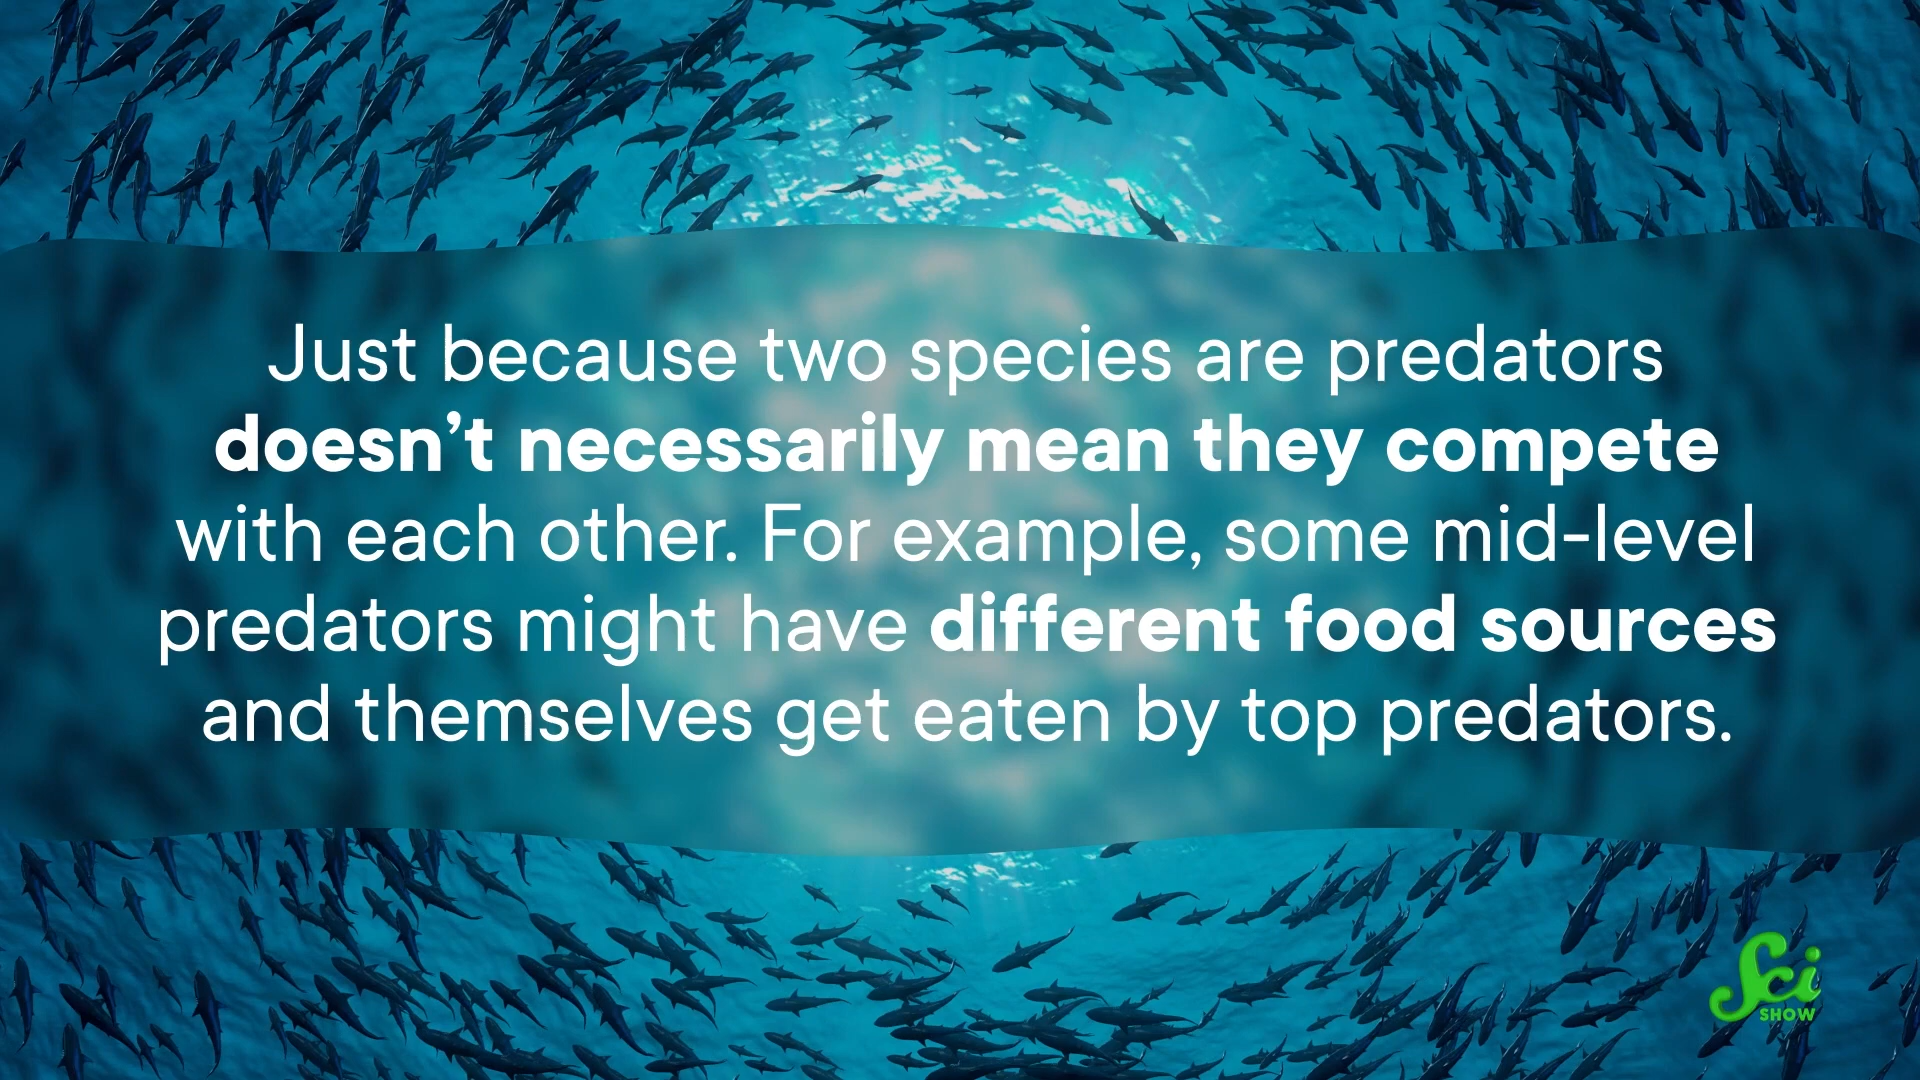 Just because two species are predators
doesn’t necessarily mean they compete
with each other. For example, some mid-level
predators might have different food sources
and themselves get eaten by top predators.
Sci
SHOW